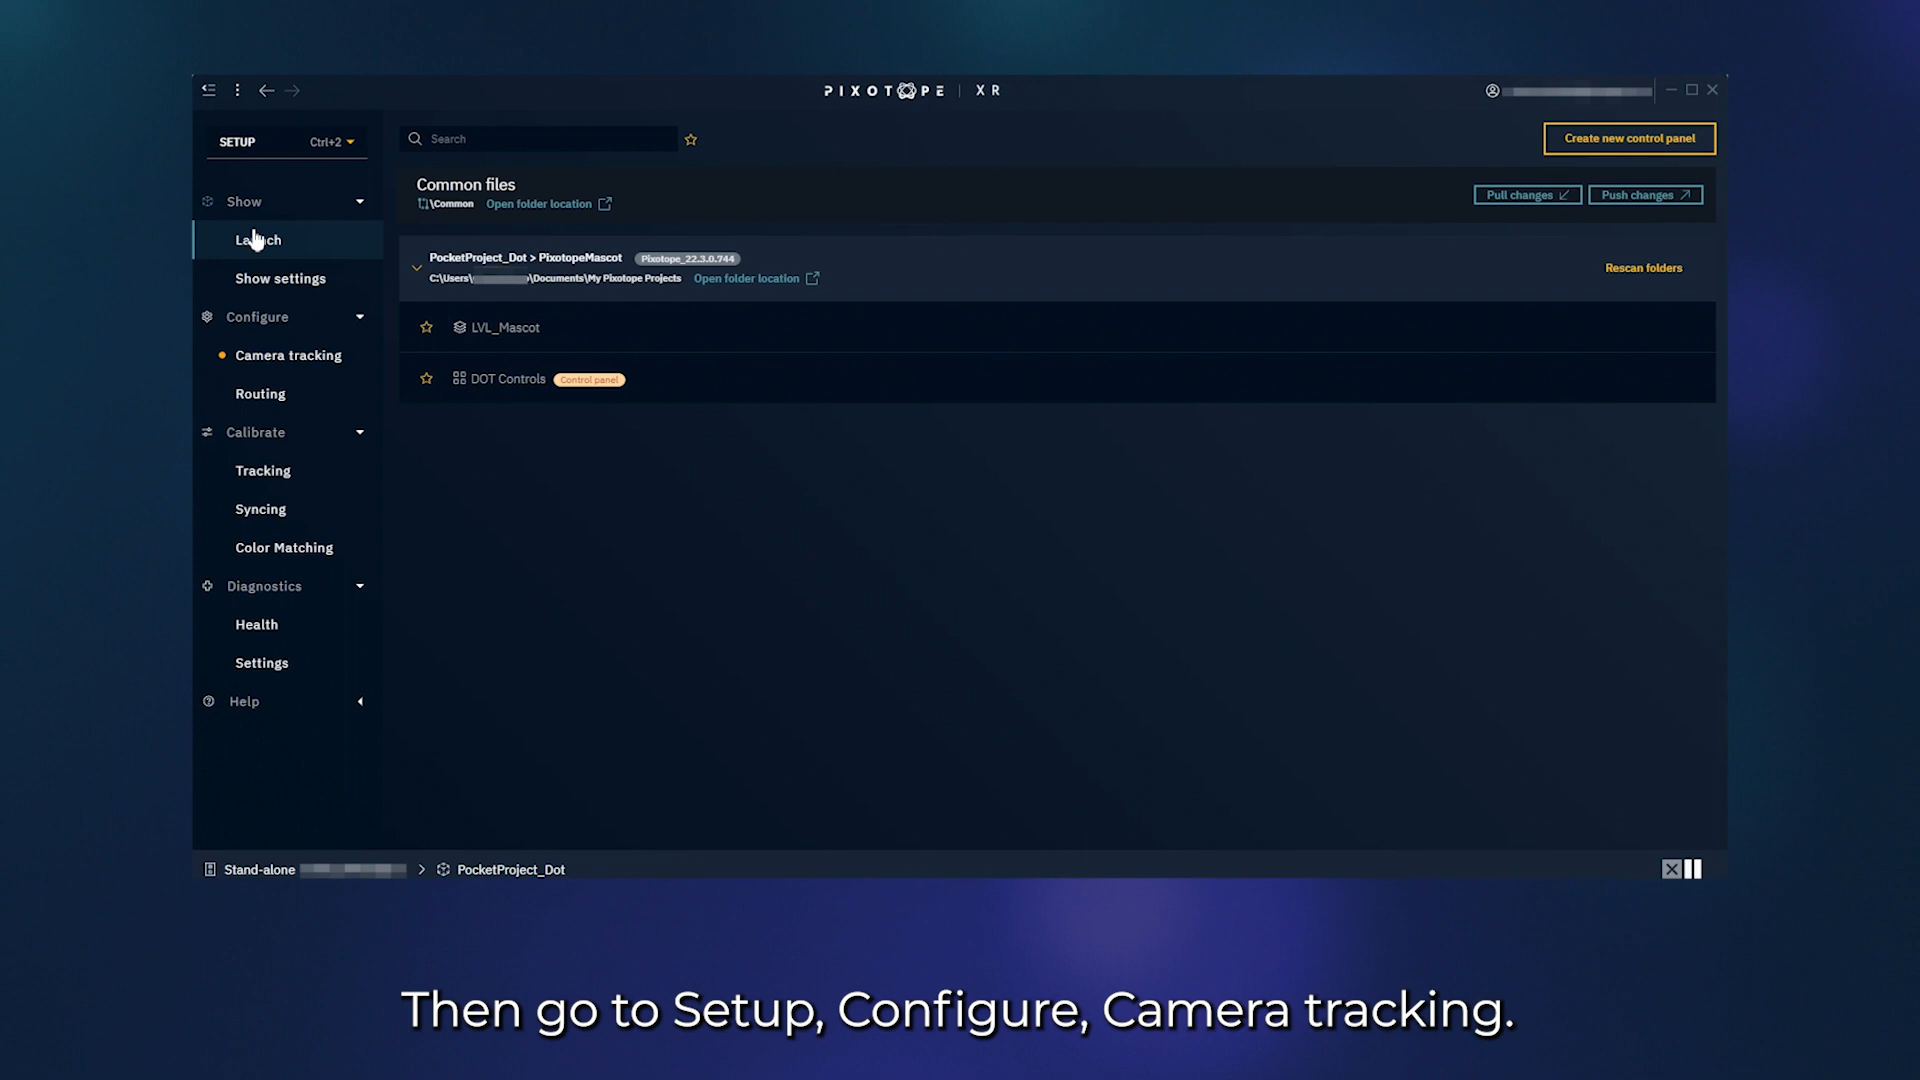 PIXOTOPE | XR
SETUP Ctrl+2
Search
Create new control panel
Show
Launch
Show settings
Configure
Camera tracking
Routing
Calibrate
Tracking
Syncing
Color Matching
Diagnostics
Health
Settings
Help
Common files
\Common Open folder location
Pull changes Push changes
PocketProject_Dot > PixotopeMascot Pixotope_22.3.0.744
C:\Users\ \Documents\My Pixotope Projects Open folder location
Rescan folders
LVL_Mascot
DOT Controls Control panel
Stand-alone > PocketProject_Dot
Then go to Setup, Configure, Camera tracking.